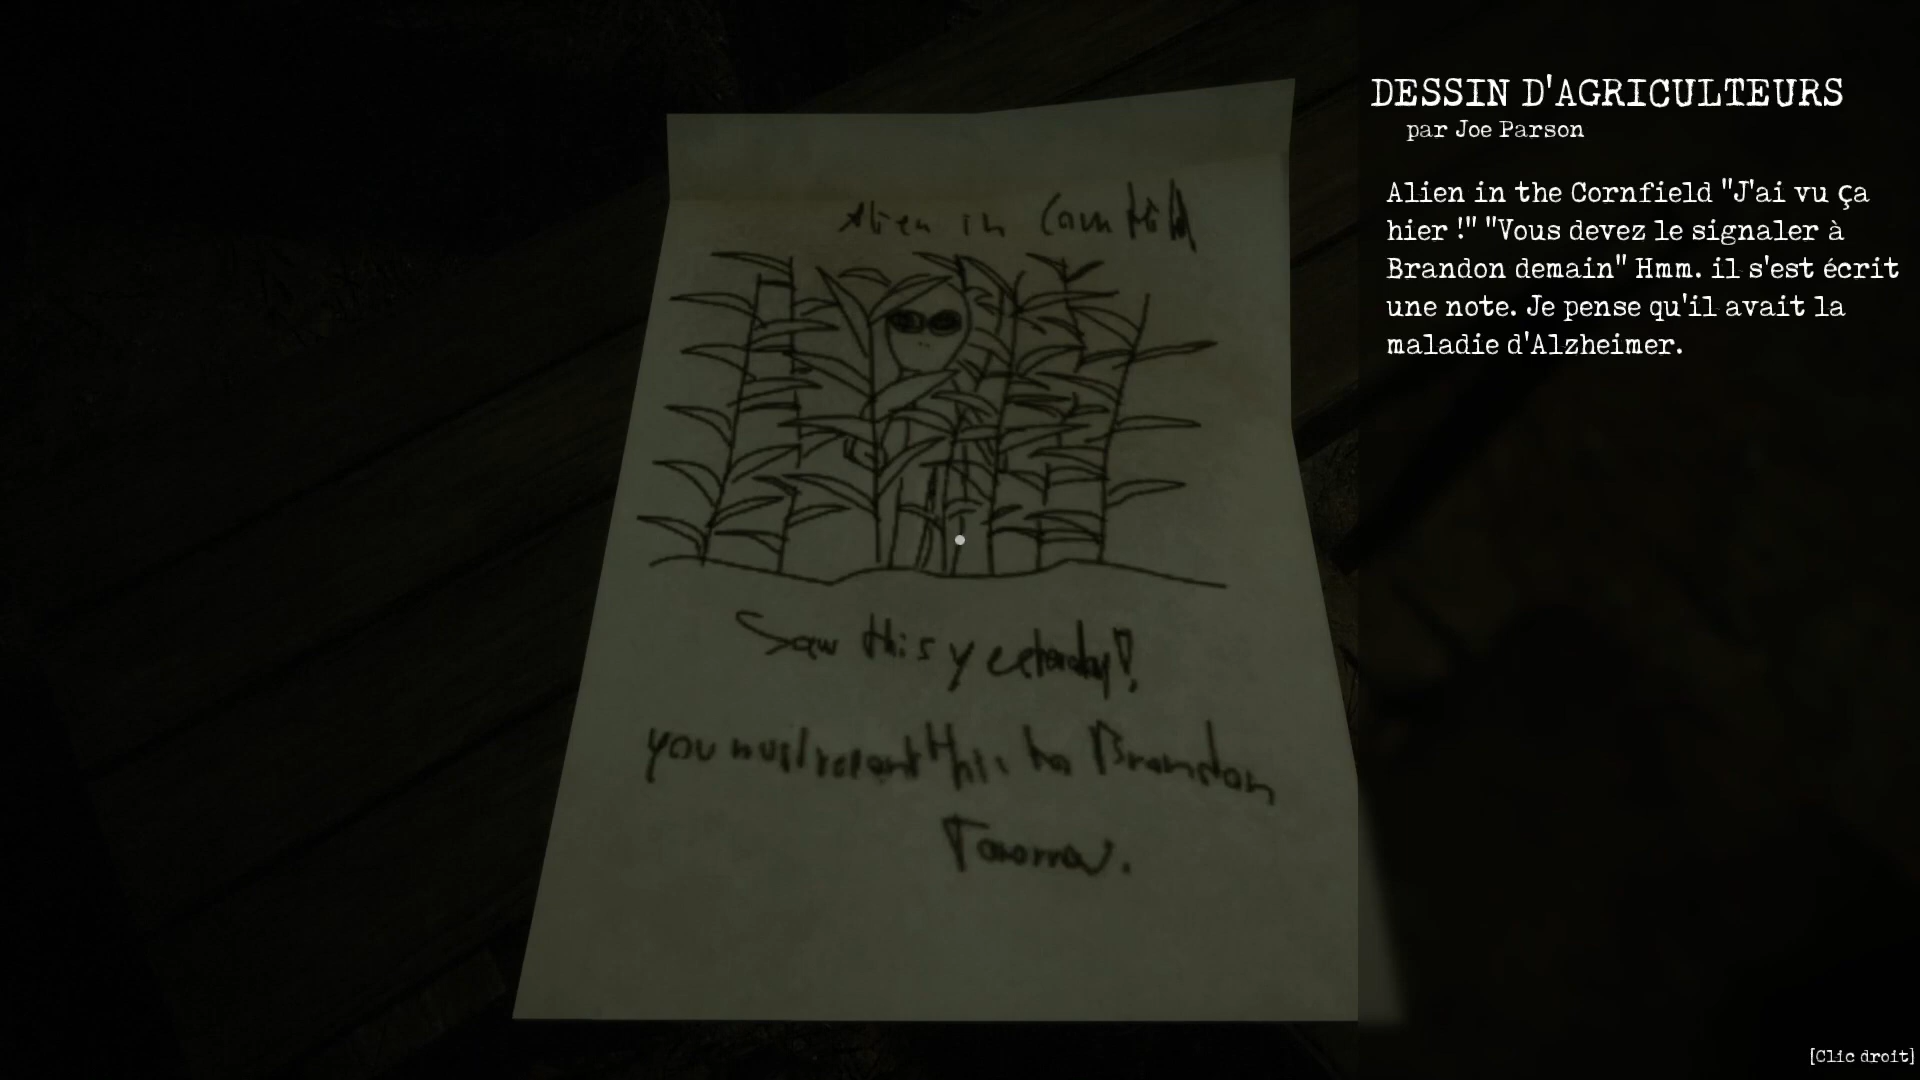 Alien in Cornfield
Saw this yesterday!
you must report this to Brandon
Tomorrow.
DESSIN D'AGRICULTEURS
par Joe Parson
Alien in the Cornfield "J'ai vu ça
hier !" "Vous devez le signaler à
Brandon demain" Hmm. il s'est écrit
une note. Je pense qu'il avait la
maladie d'Alzheimer.
[Clic droit]